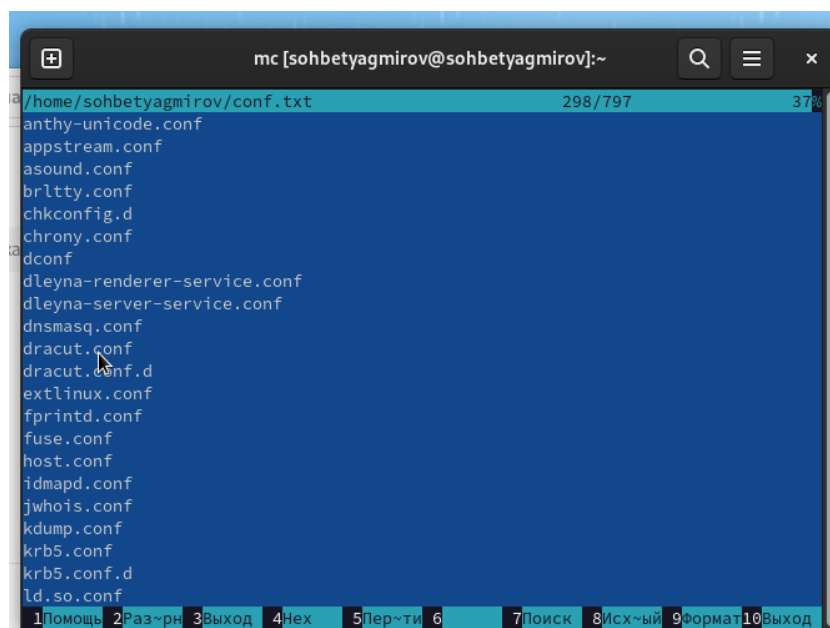 mc [sohbetyagmirov@sohbetyagmirov]:~
/home/sohbetyagmirov/conf.txt 298/797 37%
anthy-unicode.conf
appstream.conf
asound.conf
brltty.conf
chkconfig.d
chrony.conf
dconf
dleyna-renderer-service.conf
dleyna-server-service.conf
dnsmasq.conf
dracut.conf
dracut.conf.d
extlinux.conf
fprintd.conf
fuse.conf
host.conf
idmapd.conf
jwhois.conf
kdump.conf
krb5.conf
krb5.conf.d
ld.so.conf
1Помощь 2Раз~рн 3Выход 4Hex 5Пер~ти 6 7Поиск 8Исх~ый 9Формат 10Выход